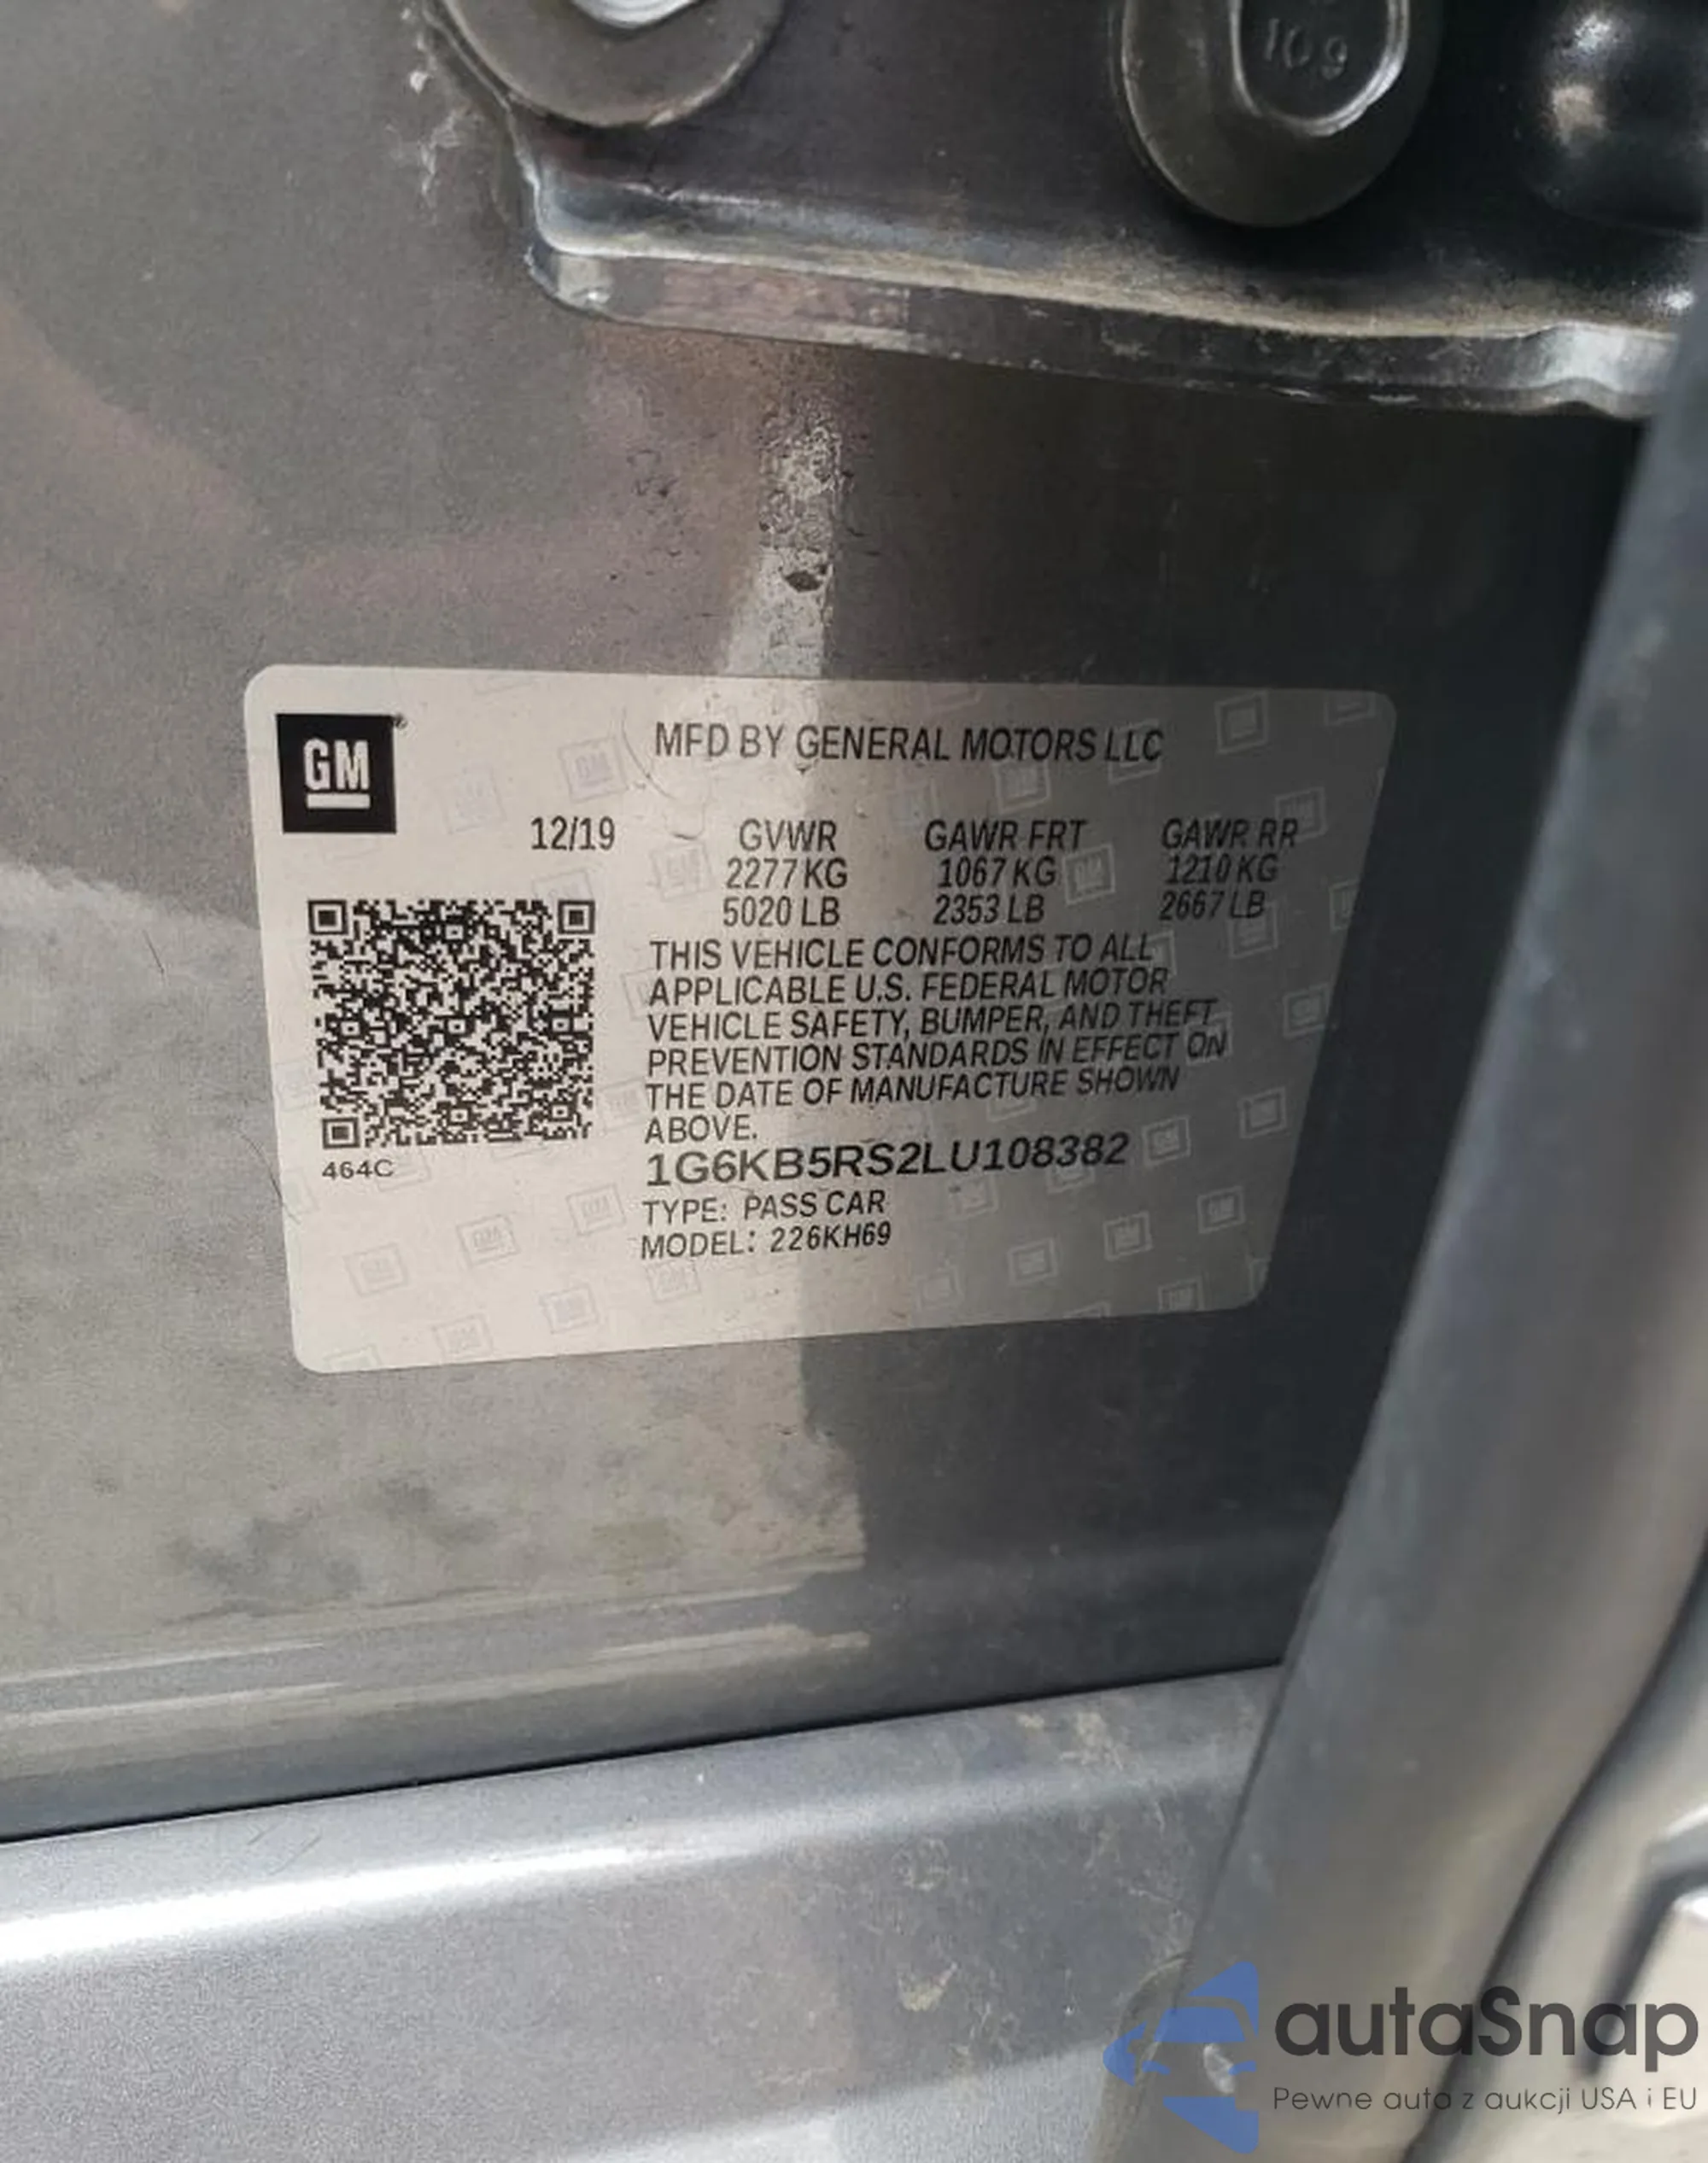 109
GM®
MFD BY GENERAL MOTORS LLC
12/19 GVWR GAWR FRT GAWR RR
2277 KG 1067 KG 1210 KG
5020 LB 2353 LB 2667 LB
THIS VEHICLE CONFORMS TO ALL
APPLICABLE U.S. FEDERAL MOTOR
VEHICLE SAFETY, BUMPER, AND THEFT
PREVENTION STANDARDS IN EFFECT ON
THE DATE OF MANUFACTURE SHOWN
ABOVE.
464C
1G6KB5RS2LU108382
TYPE: PASS CAR
MODEL: 226KH69
autaSnap
Pewne auta z aukcji USA i EU